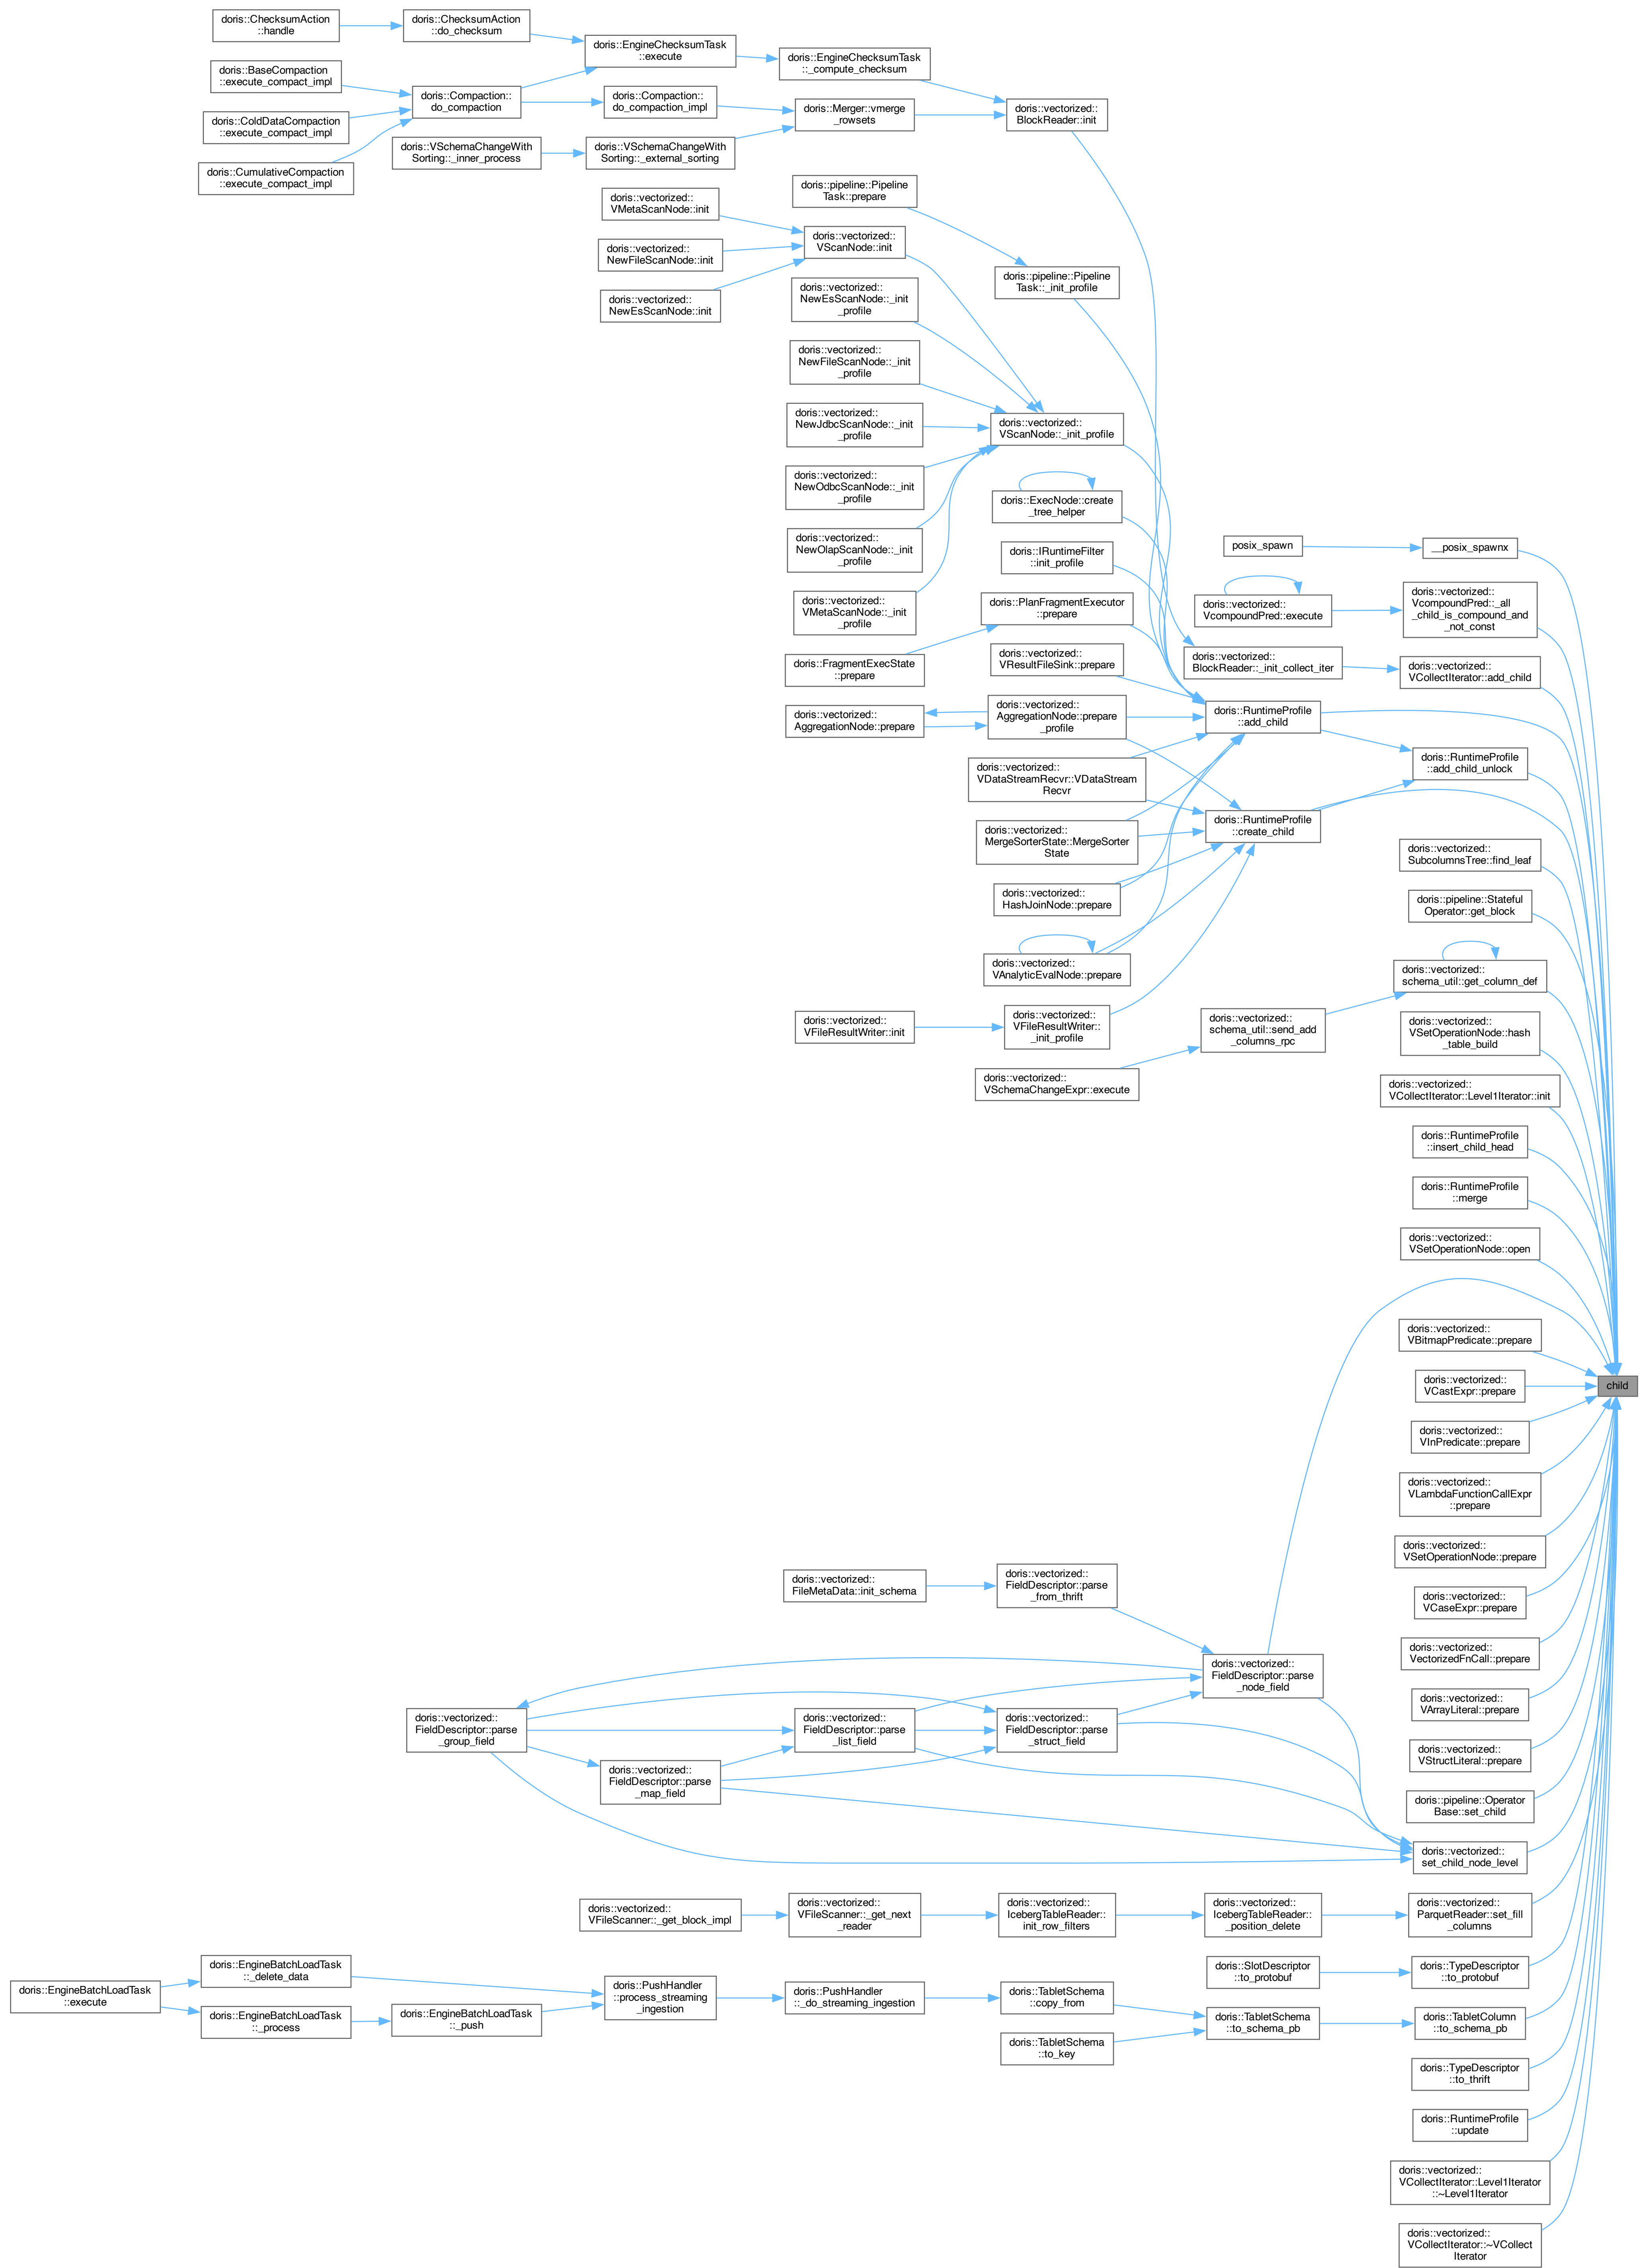 doris::ChecksumAction
::handle
doris::ChecksumAction
::do_checksum
doris::EngineChecksumTask
::execute
doris::EngineChecksumTask
::_compute_checksum
doris::BaseCompaction
::execute_compact_impl
doris::Compaction::
do_compaction
doris::Compaction::
do_compaction_impl
doris::Merger::vmerge
_rowsets
doris::vectorized::
BlockReader::init
doris::ColdDataCompaction
::execute_compact_impl
doris::CumulativeCompaction
::execute_compact_impl
doris::VSchemaChangeWith
Sorting::_inner_process
doris::VSchemaChangeWith
Sorting::_external_sorting
doris::pipeline::Pipeline
Task::prepare
doris::vectorized::
VMetaScanNode::init
doris::vectorized::
VScanNode::init
doris::vectorized::
NewFileScanNode::init
doris::pipeline::Pipeline
Task::_init_profile
doris::vectorized::
NewEsScanNode::init
doris::vectorized::
NewEsScanNode::_init
_profile
doris::vectorized::
NewFileScanNode::_init
_profile
doris::vectorized::
NewJdbcScanNode::_init
_profile
doris::vectorized::
VScanNode::_init_profile
doris::vectorized::
NewOdbcScanNode::_init
_profile
doris::ExecNode::create
_tree_helper
doris::vectorized::
NewOlapScanNode::_init
_profile
doris::IRuntimeFilter
::init_profile
posix_spawn
__posix_spawnx
doris::vectorized::
VMetaScanNode::_init
_profile
doris::PlanFragmentExecutor
::prepare
doris::vectorized::
VcompoundPred::execute
doris::vectorized::
VcompoundPred::_all
_child_is_compound_and
_not_const
doris::FragmentExecState
::prepare
doris::vectorized::
VResultFileSink::prepare
doris::vectorized::
BlockReader::_init_collect_iter
doris::vectorized::
VCollectIterator::add_child
doris::vectorized::
AggregationNode::prepare
doris::vectorized::
AggregationNode::prepare
_profile
doris::RuntimeProfile
::add_child
doris::RuntimeProfile
::add_child_unlock
doris::vectorized::
VDataStreamRecvr::VDataStream
Recvr
doris::vectorized::
MergeSorterState::MergeSorter
State
doris::RuntimeProfile
::create_child
doris::vectorized::
SubcolumnsTree::find_leaf
doris::vectorized::
HashJoinNode::prepare
doris::pipeline::Stateful
Operator::get_block
doris::vectorized::
VAnalyticEvalNode::prepare
doris::vectorized::
schema_util::get_column_def
doris::vectorized::
VFileResultWriter::init
doris::vectorized::
VFileResultWriter::
_init_profile
doris::vectorized::
schema_util::send_add
_columns_rpc
doris::vectorized::
VSetOperationNode::hash
_table_build
doris::vectorized::
VSchemaChangeExpr::execute
doris::vectorized::
VCollectIterator::Level1Iterator::init
doris::RuntimeProfile
::insert_child_head
doris::RuntimeProfile
::merge
doris::vectorized::
VSetOperationNode::open
doris::vectorized::
VBitmapPredicate::prepare
child
doris::vectorized::
VCastExpr::prepare
doris::vectorized::
VInPredicate::prepare
doris::vectorized::
VLambdaFunctionCallExpr
::prepare
doris::vectorized::
VSetOperationNode::prepare
doris::vectorized::
FileMetaData::init_schema
doris::vectorized::
FieldDescriptor::parse
_from_thrift
doris::vectorized::
VCaseExpr::prepare
doris::vectorized::
VectorizedFnCall::prepare
doris::vectorized::
FieldDescriptor::parse
_node_field
doris::vectorized::
VArrayLiteral::prepare
doris::vectorized::
FieldDescriptor::parse
_group_field
doris::vectorized::
FieldDescriptor::parse
_list_field
doris::vectorized::
FieldDescriptor::parse
_struct_field
doris::vectorized::
VStructLiteral::prepare
doris::vectorized::
FieldDescriptor::parse
_map_field
doris::pipeline::Operator
Base::set_child
doris::vectorized::
set_child_node_level
doris::vectorized::
VFileScanner::_get_block_impl
doris::vectorized::
VFileScanner::_get_next
_reader
doris::vectorized::
IcebergTableReader::
init_row_filters
doris::vectorized::
IcebergTableReader::
_position_delete
doris::vectorized::
ParquetReader::set_fill
_columns
doris::EngineBatchLoadTask
::execute
doris::EngineBatchLoadTask
::_delete_data
doris::PushHandler
::process_streaming
_ingestion
doris::PushHandler
::_do_streaming_ingestion
doris::TabletSchema
::copy_from
doris::SlotDescriptor
::to_protobuf
doris::TypeDescriptor
::to_protobuf
doris::EngineBatchLoadTask
::_process
doris::EngineBatchLoadTask
::_push
doris::TabletSchema
::to_key
doris::TabletSchema
::to_schema_pb
doris::TabletColumn
::to_schema_pb
doris::TypeDescriptor
::to_thrift
doris::RuntimeProfile
::update
doris::vectorized::
VCollectIterator::Level1Iterator
::~Level1Iterator
doris::vectorized::
VCollectIterator::~VCollect
Iterator